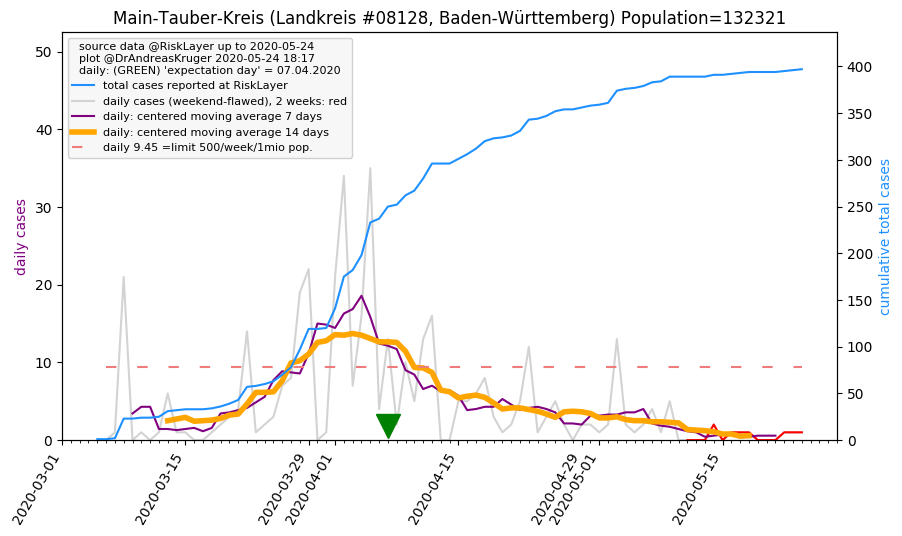 Main-Tauber-Kreis (Landkreis #08128, Baden-Württemberg) Population=132321
source data @RiskLayer up to 2020-05-24
plot @DrAndreasKruger 2020-05-24 18:17
daily: (GREEN) 'expectation day' = 07.04.2020
total cases reported at RiskLayer
daily cases (weekend-flawed), 2 weeks: red
daily: centered moving average 7 days
daily: centered moving average 14 days
daily 9.45 =limit 500/week/1mio pop.
daily cases
50
40
30
20
10
0
cumulative total cases
400
350
300
250
200
150
100
50
0
2020-03-01
2020-03-15
2020-03-29
2020-04-01
2020-04-15
2020-04-29
2020-05-01
2020-05-15